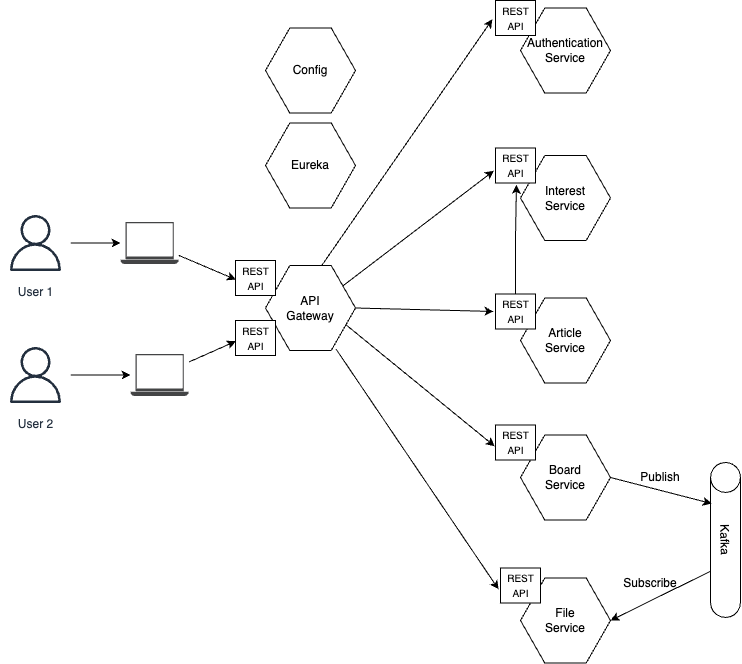 REST
API
Authentication
Service
Config
Eureka
REST
API
Interest
Service
User 1
REST
API
API
Gateway
REST
API
REST
API
Article
Service
User 2
REST
API
Board
Service
Publish
Kafka
REST
API
Subscribe
File
Service